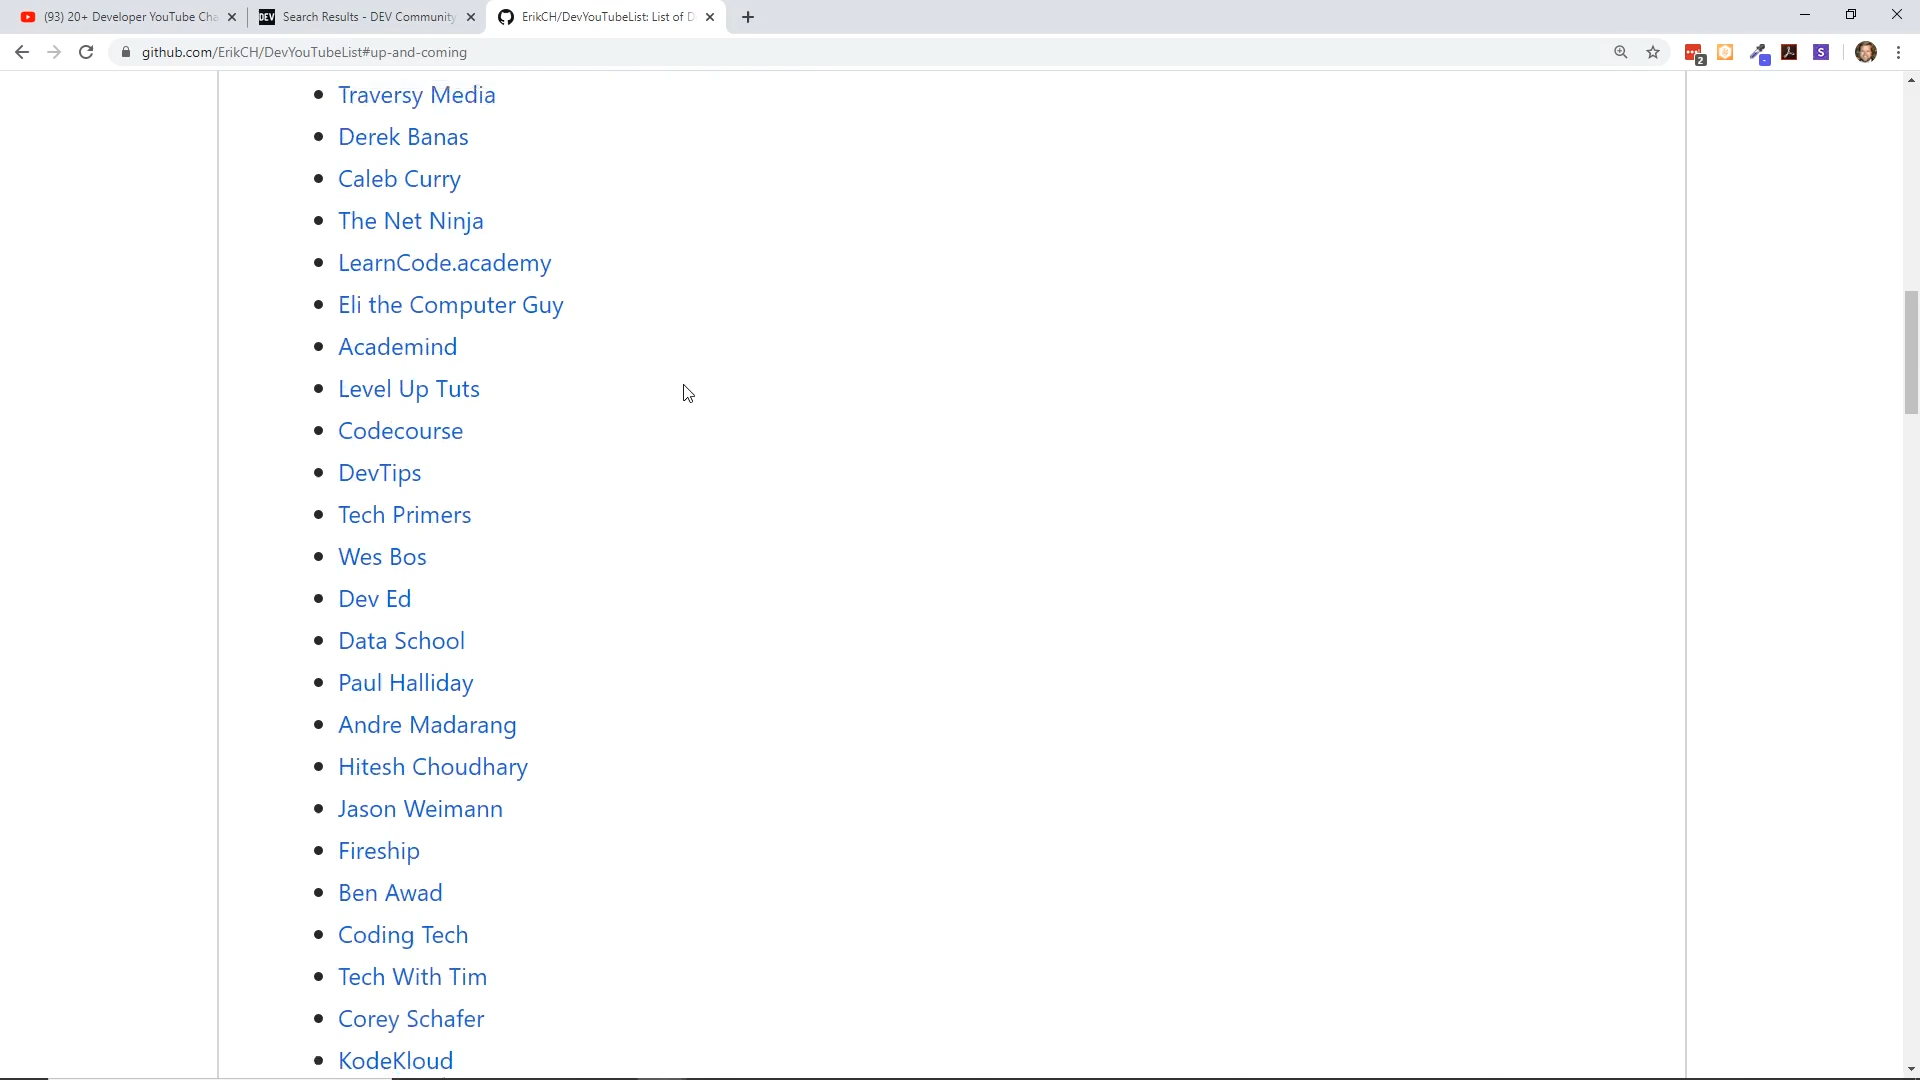 (93) 20+ Developer YouTube Cha
DEV
Search Results - DEV Community
ErikCH/DevYouTubeList: List of D
github.com/ErikCH/DevYouTubeList#up-and-coming
2
S
Traversy Media
Derek Banas
Caleb Curry
The Net Ninja
LearnCode.academy
Eli the Computer Guy
Academind
Level Up Tuts
Codecourse
DevTips
Tech Primers
Wes Bos
Dev Ed
Data School
Paul Halliday
Andre Madarang
Hitesh Choudhary
Jason Weimann
Fireship
Ben Awad
Coding Tech
Tech With Tim
Corey Schafer
KodeKloud